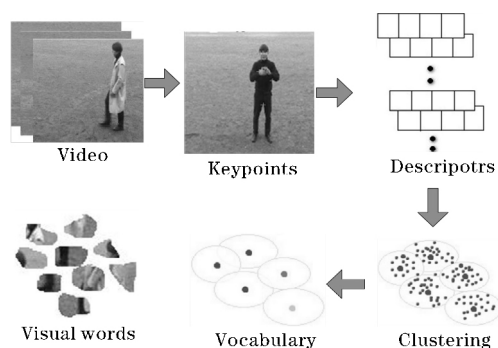 Video
Keypoints
Descripotrs
Visual words
Vocabulary
Clustering